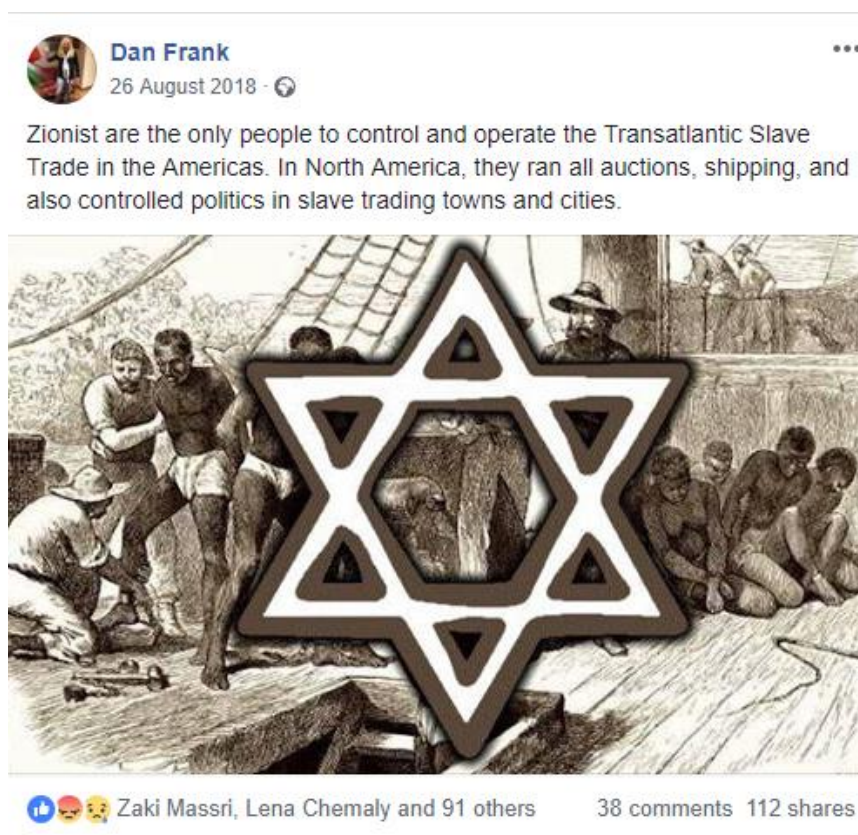 Dan Frank
26 August 2018 ·
Zionist are the only people to control and operate the Transatlantic Slave
Trade in the Americas. In North America, they ran all auctions, shipping, and
also controlled politics in slave trading towns and cities.
Zaki Massri, Lena Chemaly and 91 others 38 comments 112 shares